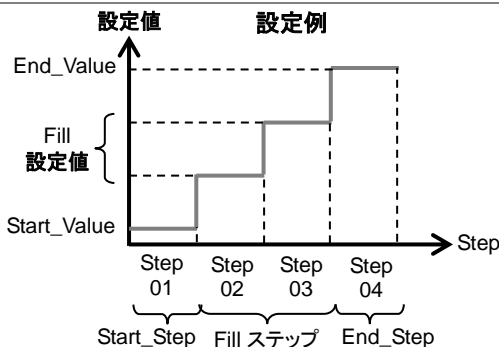 設定値
設定例
End_Value
Fill
設定値
Start_Value
Step
Step
01
Step
02
Step
03
Step
04
Start_Step
Fill ステップ
End_Step